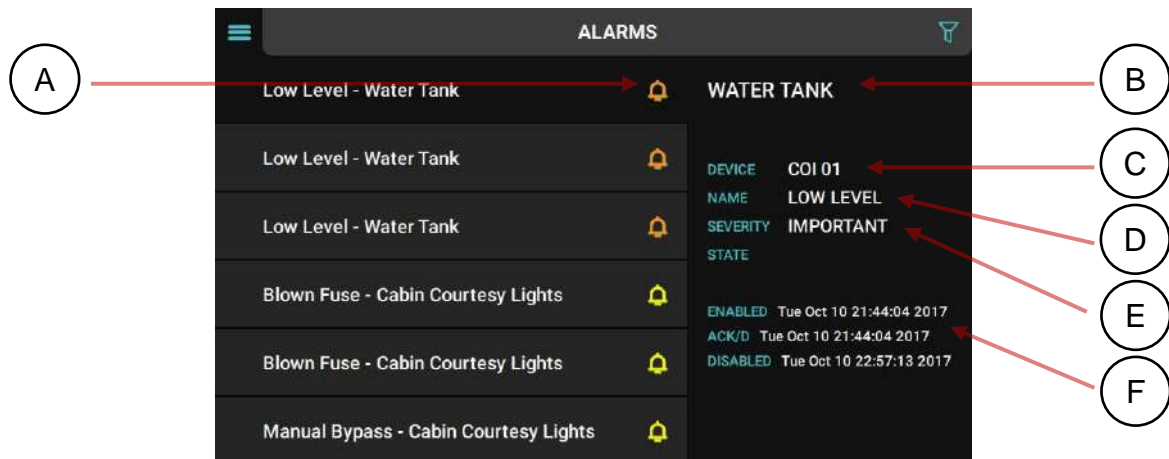 ALARMS
A
Low Level - Water Tank
WATER TANK
B
Low Level - Water Tank
DEVICE COI 01
C
NAME LOW LEVEL
Low Level - Water Tank
SEVERITY IMPORTANT
D
STATE
Blown Fuse - Cabin Courtesy Lights
ENABLED Tue Oct 10 21:44:04 2017
E
ACK/D Tue Oct 10 21:44:04 2017
Blown Fuse - Cabin Courtesy Lights
DISABLED Tue Oct 10 22:57:13 2017
F
Manual Bypass - Cabin Courtesy Lights